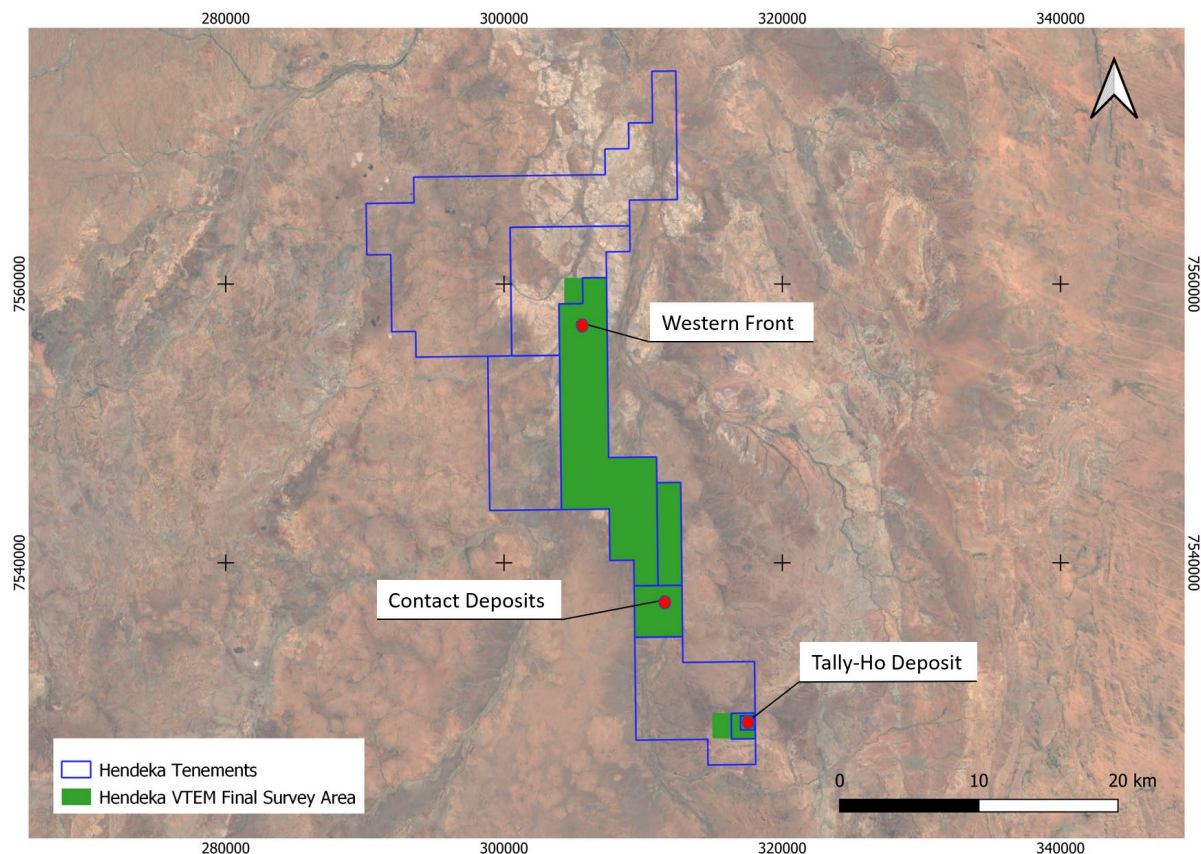 280000
300000
320000
340000
7560000
7560000
Western Front
7540000
7540000
Contact Deposits
Tally-Ho Deposit
Hendeka Tenements
Hendeka VTEM Final Survey Area
0
10
20 km
280000
300000
320000
340000